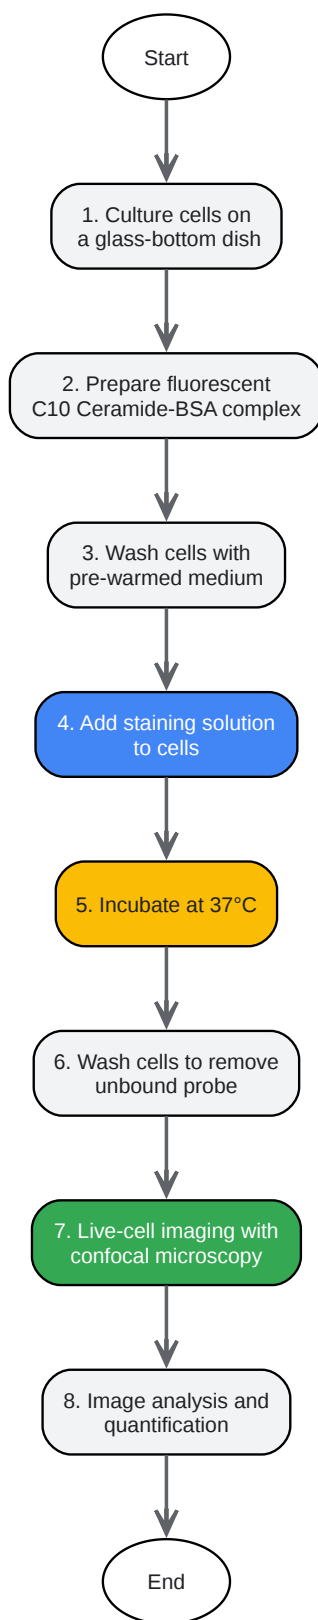 Start
1. Culture cells on
a glass-bottom dish
2. Prepare fluorescent
C10 Ceramide-BSA complex
3. Wash cells with
pre-warmed medium
4. Add staining solution
to cells
5. Incubate at 37°C
6. Wash cells to remove
unbound probe
7. Live-cell imaging with
confocal microscopy
8. Image analysis and
quantification
End